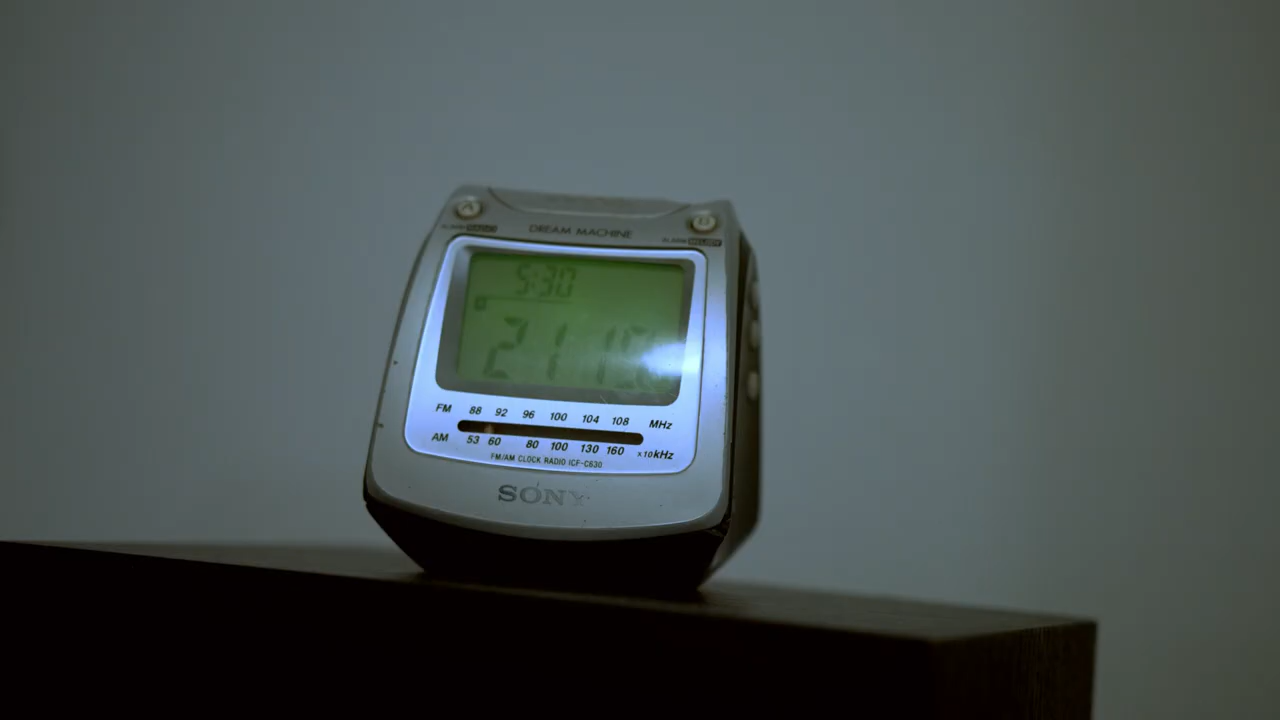 A B
DREAM MACHINE
5:30
FM 88 92 96 100 104 108 MHz
AM 53 60 80 100 130 160 ×10kHz
FM/AM CLOCK RADIO ICF-C630
SONY